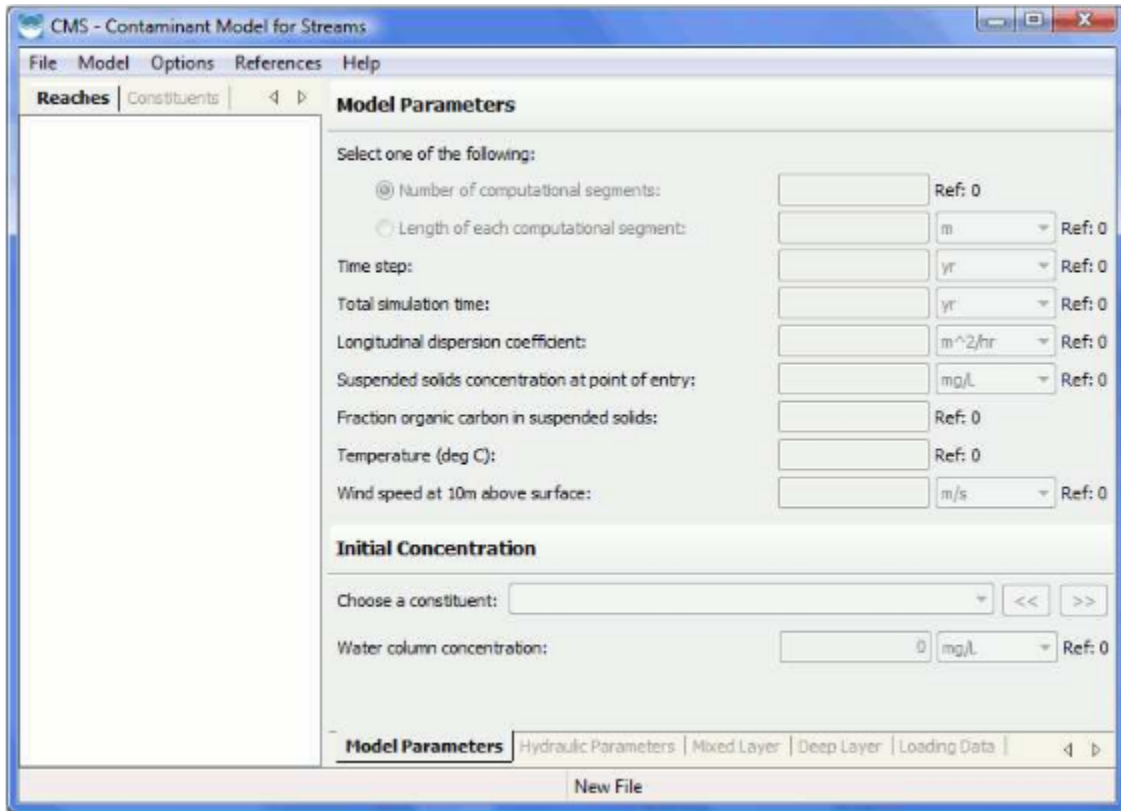 CMS - Contaminant Model for Streams
File Model Options References Help
Reaches Constituents
Model Parameters
Select one of the following:
Number of computational segments: Ref: 0
Length of each computational segment: m Ref: 0
Time step: yr Ref: 0
Total simulation time: yr Ref: 0
Longitudinal dispersion coefficient: m^2/hr Ref: 0
Suspended solids concentration at point of entry: mg/L Ref: 0
Fraction organic carbon in suspended solids: Ref: 0
Temperature (deg C): Ref: 0
Wind speed at 10m above surface: m/s Ref: 0
Initial Concentration
Choose a constituent: << >>
Water column concentration: 0 mg/L Ref: 0
Model Parameters Hydraulic Parameters Mixed Layer Deep Layer Loading Data
New File